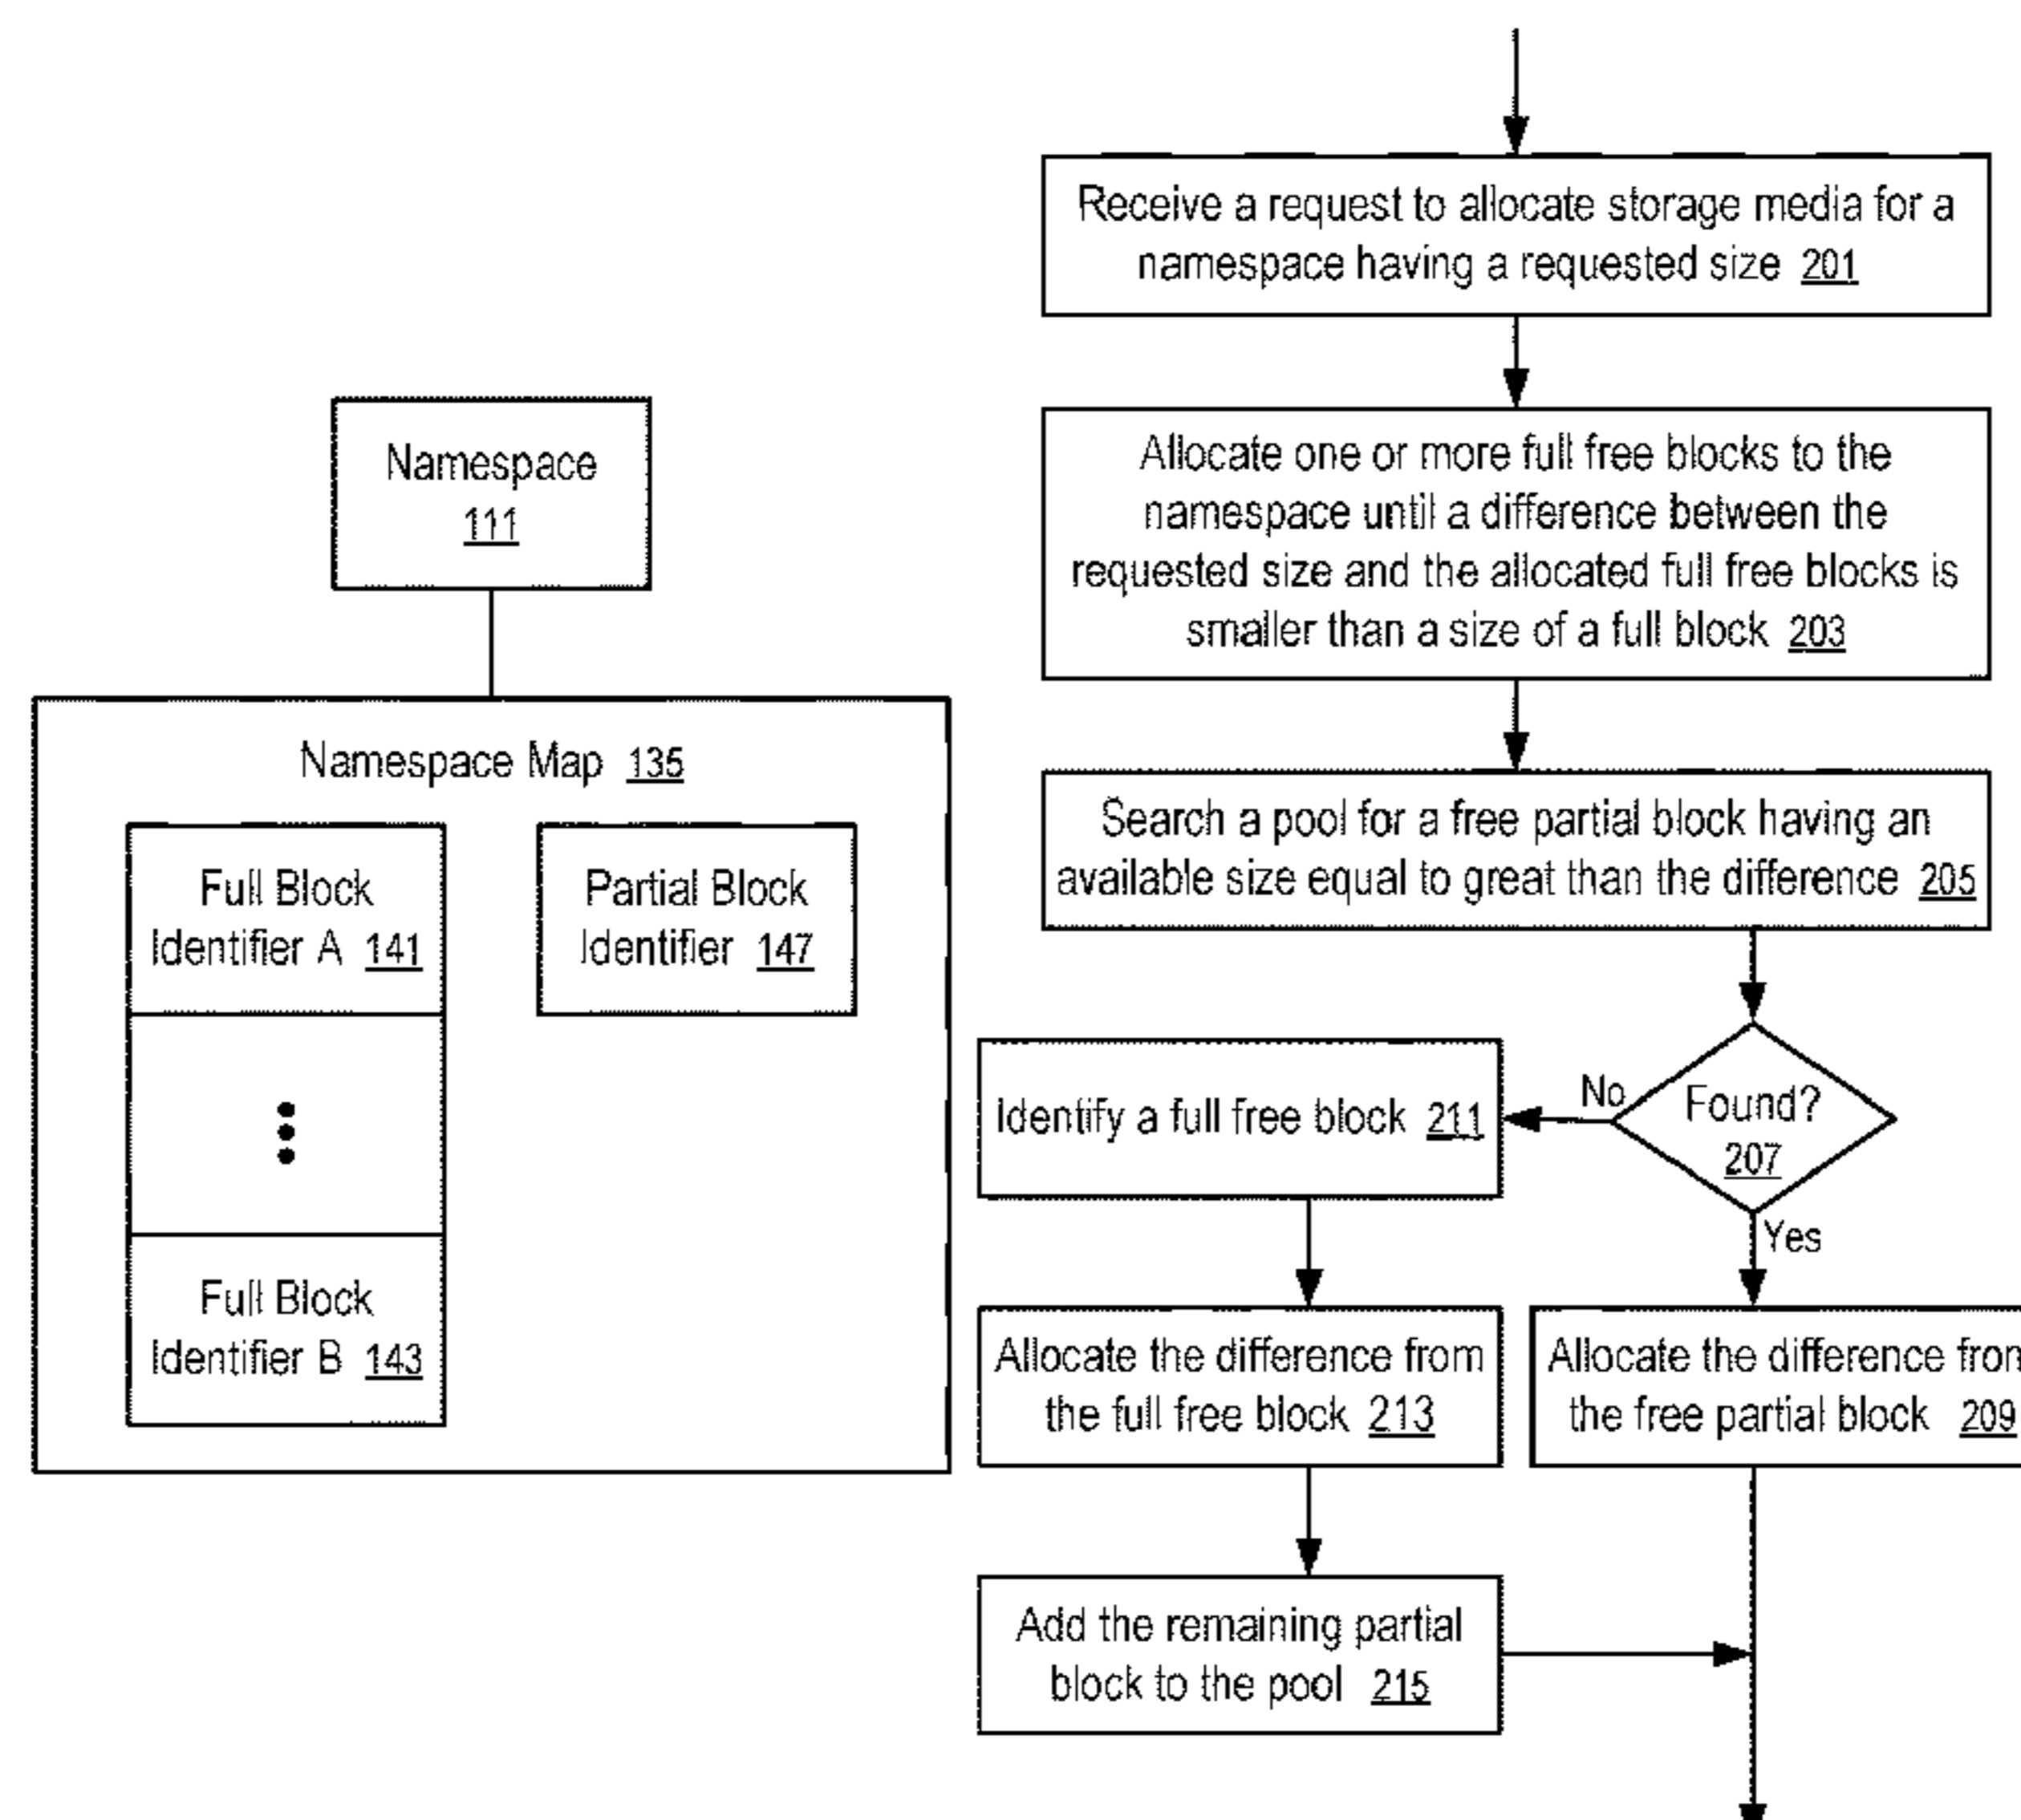 Namespace
111
Namespace Map 135
Full Block
Identifier A 141
Partial Block
Identifier 147
Full Block
Identifier B 143
Receive a request to allocate storage media for a
namespace having a requested size 201
Allocate one or more full free blocks to the
namespace until a difference between the
requested size and the allocated full free blocks is
smaller than a size of a full block 203
Search a pool for a free partial block having an
available size equal to great than the difference 205
Found?
207
No
Yes
Identify a full free block 211
Allocate the difference from
the full free block 213
Allocate the difference from
the free partial block 209
Add the remaining partial
block to the pool 215